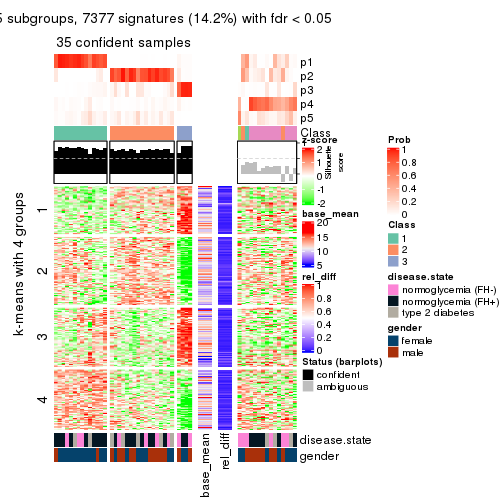 5 subgroups, 7377 signatures (14.2%) with fdr < 0.05
35 confident samples
p1
p2
p3
p4
p5
Class
1
2
3
4
k-means with 4 groups
z-score
2
1
0
-1
-2
Silhouette
score
base_mean
20
15
10
5
rel_diff
1
0.8
0.6
0.4
0.2
0
Status (barplots)
confident
ambiguous
Prob
1
0.8
0.6
0.4
0.2
0
Class
1
2
3
disease.state
normoglycemia (FH-)
normoglycemia (FH+)
type 2 diabetes
gender
female
male
disease.state
gender
base_mean
rel_diff